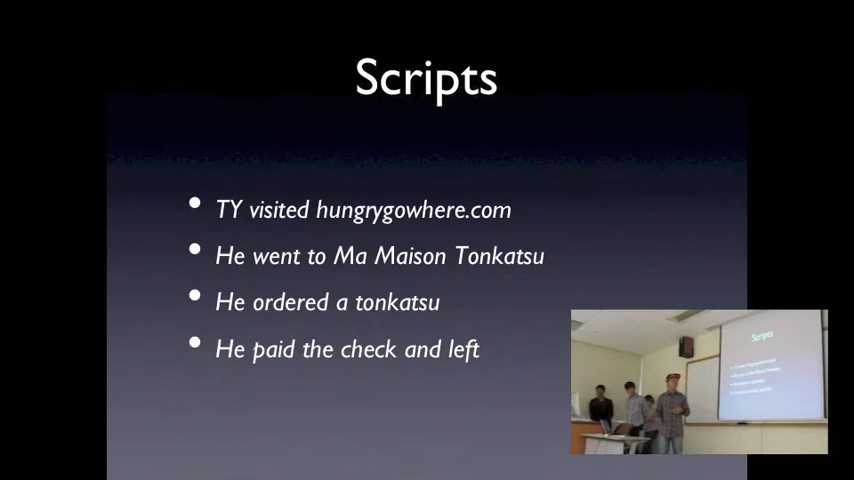 Scripts
TY visited hungrygowhere.com
He went to Ma Maison Tonkatsu
He ordered a tonkatsu
He paid the check and left
Scripts